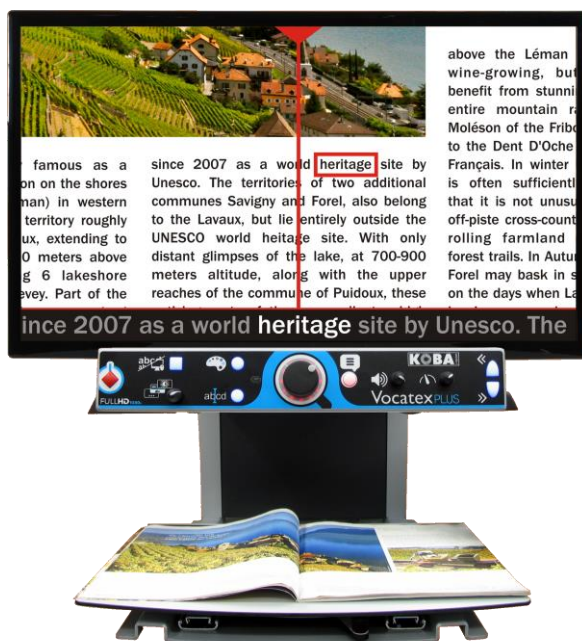 famous as a
on on the shores
man) in western
territory roughly
ux, extending to
0 meters above
g 6 lakeshore
evey. Part of the
since 2007 as a world heritage site by
Unesco. The territories of two additional
communes Savigny and Forel, also belong
to the Lavaux, but lie entirely outside the
UNESCO world heritage site. With only
distant glimpses of the lake, at 700-900
meters altitude, along with the upper
reaches of the commune of Puidoux, these
above the Léman
wine-growing, but
benefit from stunni
entire mountain ra
Moléson of the Fribo
to the Dent D'Oche
Français. In winter
is often sufficientl
that it is not unusu
off-piste cross-count
rolling farmland
forest trails. In Autu
Forel may bask in s
on the days when La
ince 2007 as a world heritage site by Unesco. The
abcd
KOBA
FULLHD
abcd
Vocatex PLUS